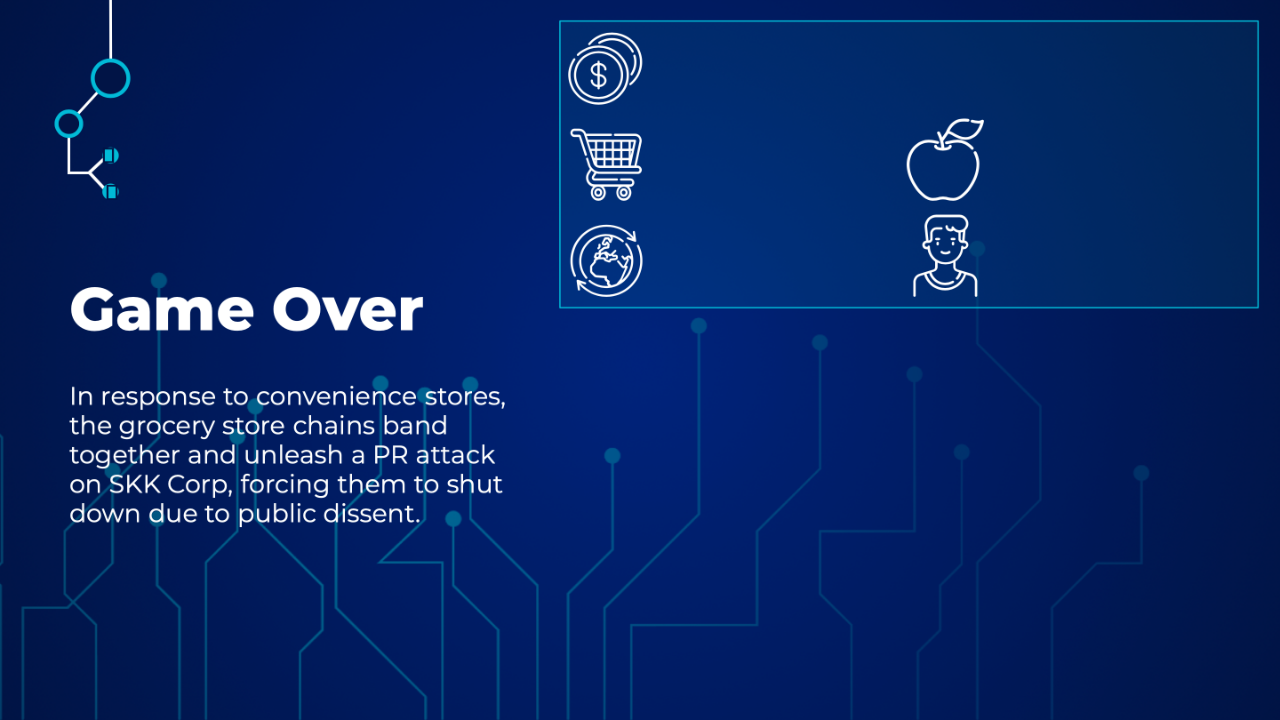 Game Over
In response to convenience stores,
the grocery store chains band
together and unleash a PR attack
on SKK Corp, forcing them to shut
down due to public dissent.